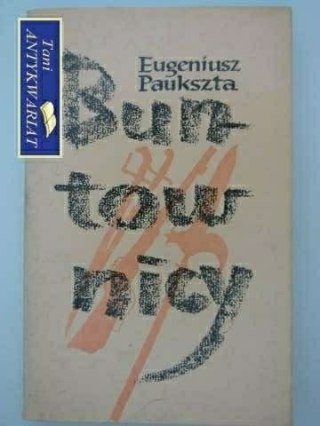 Tani
ANTYKWARIAT
Eugeniusz
Paukszta
Bun-
tow
nicy